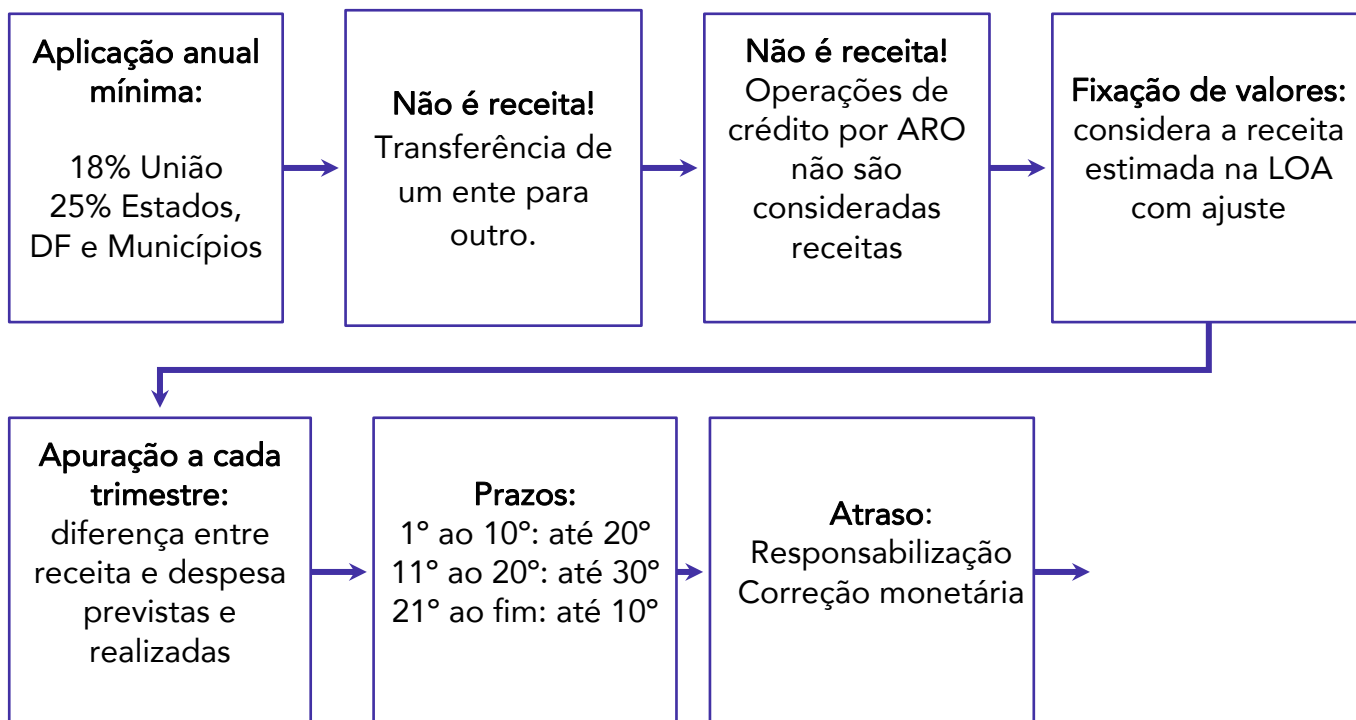 Aplicação anual
mínima:
18% União
25% Estados,
DF e Municípios
Não é receita!
Transferência de
um ente para
outro.
Não é receita!
Operações de
crédito por ARO
não são
consideradas
receitas
Fixação de valores:
considera a receita
estimada na LOA
com ajuste
Apuração a cada
trimestre:
diferença entre
receita e despesa
previstas e
realizadas
Prazos:
1º ao 10º: até 20º
11º ao 20º: até 30º
21º ao fim: até 10º
Atraso:
Responsabilização
Correção monetária